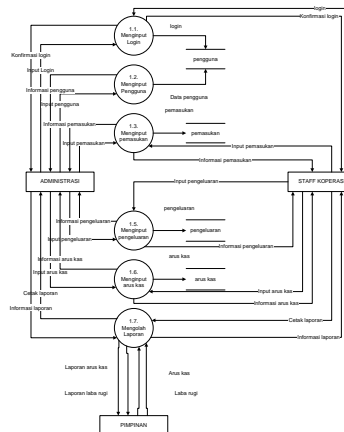 login
Konfirmasi login
login
1.1.
Menginput
Login
Konfirmasi login
pengguna
Input Login
1.2.
Menginput
Pengguna
Informasi pengguna
Data pengguna
Input pengguna
pemasukan
1.3.
Menginput
pemasukan
Informasi pemasukan
pemasukan
Input pemasukan
Input pemasukan
Informasi pemasukan
ADMINISTRASI
STAFF KOPERASI
Input pengeluaran
pengeluaran
1.5.
Menginput
pengeluaran
Informasi pengeluaran
pengeluaran
Input pengeluaran
Informasi pengeluaran
arus kas
Informasi arus kas
1.6.
Menginput
arus kas
Input arus kas
arus kas
Cetak laporan
Input arus kas
Informasi arus kas
Informasi laporan
1.7.
Mengolah
Laporan
Cetak laporan
Informasi laporan
Laporan arus kas
Arus kas
Laporan laba rugi
Laba rugi
PIMPINAN